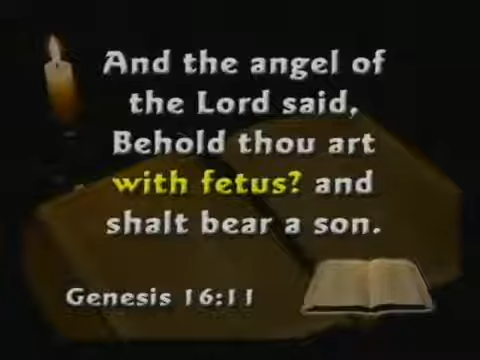 And the angel of
the Lord said,
Behold thou art
with fetus? and
shalt bear a son.
Genesis 16:11